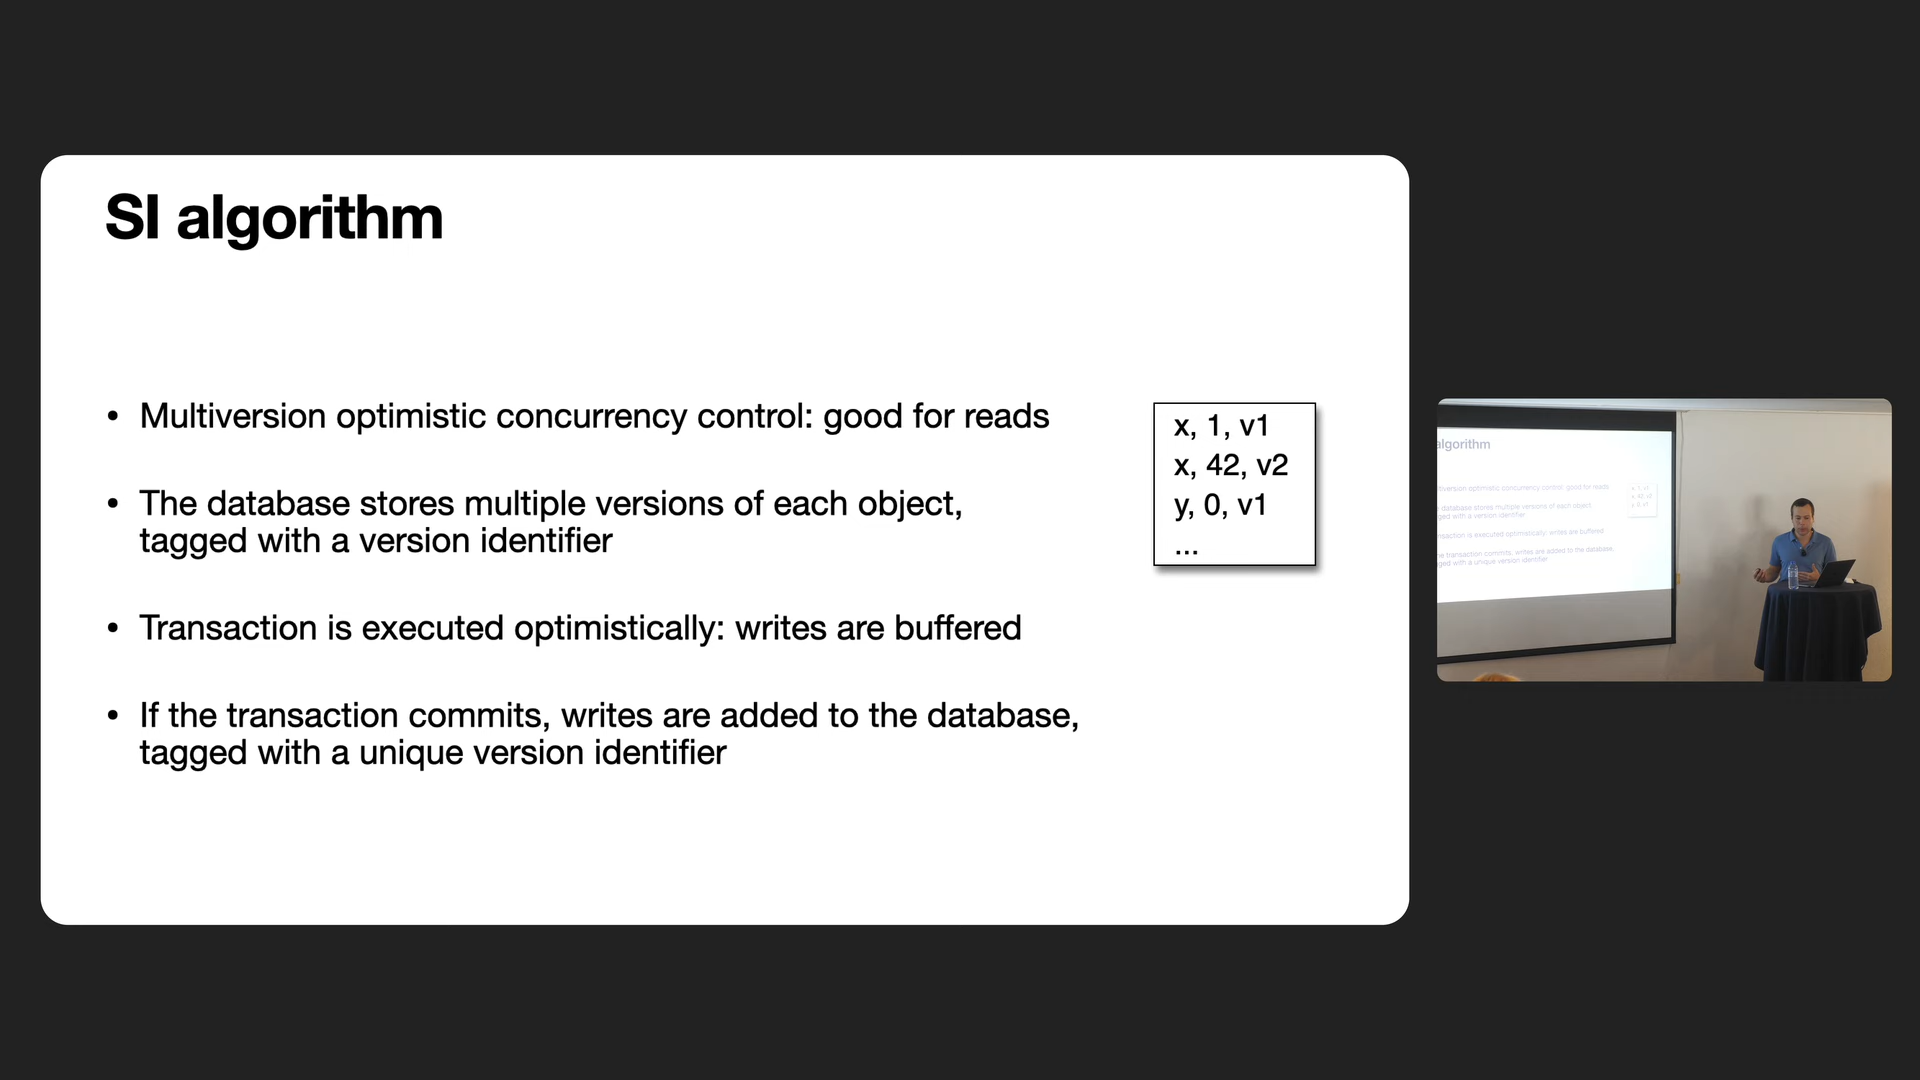 SI algorithm
• Multiversion optimistic concurrency control: good for reads
• The database stores multiple versions of each object,
tagged with a version identifier
• Transaction is executed optimistically: writes are buffered
• If the transaction commits, writes are added to the database,
tagged with a unique version identifier
x, 1, v1
x, 42, v2
y, 0, v1
...
algorithm